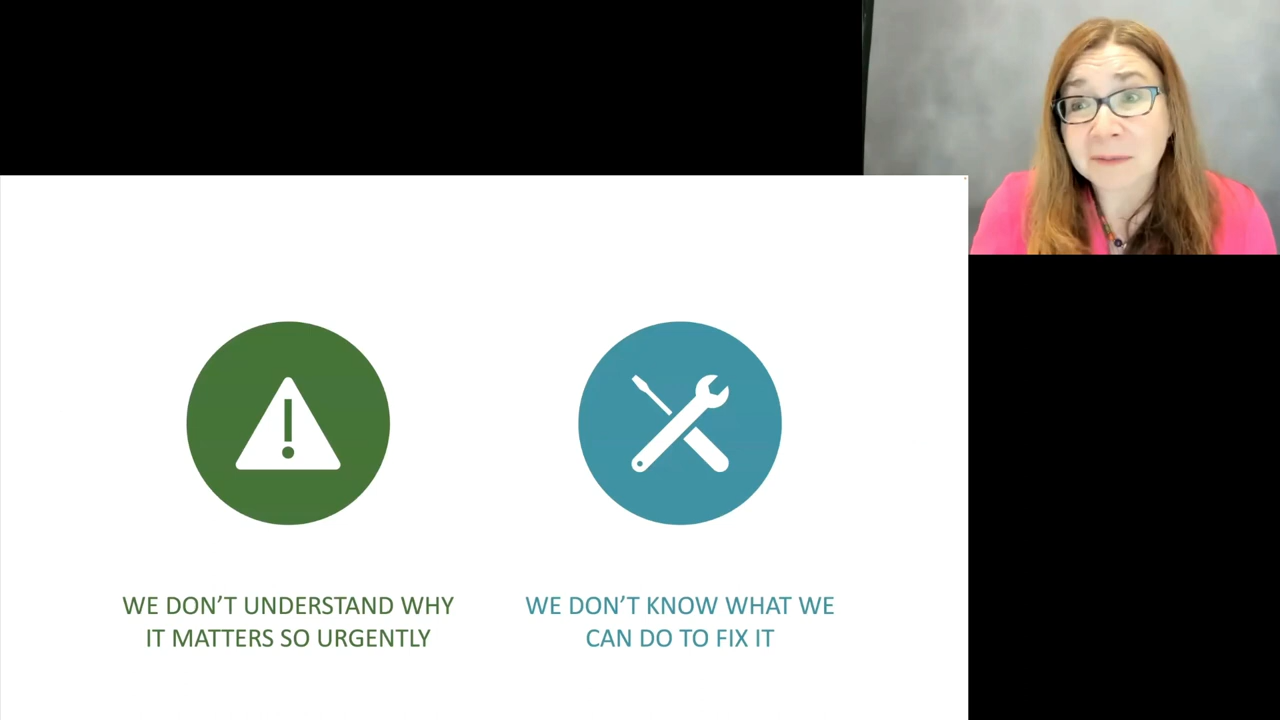 WE DON’T UNDERSTAND WHY
IT MATTERS SO URGENTLY
WE DON’T KNOW WHAT WE
CAN DO TO FIX IT